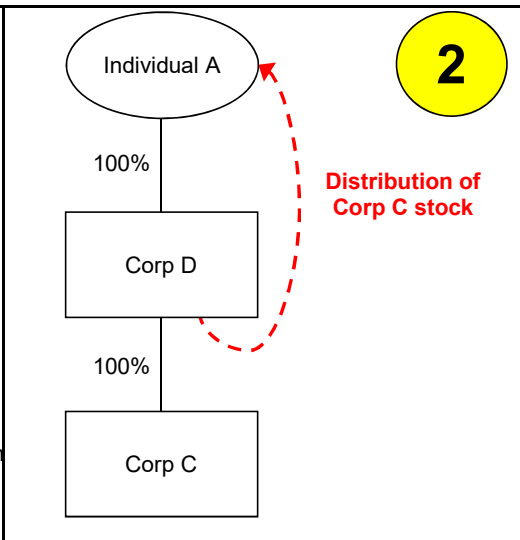 Individual A
2
100%
Distribution of
Corp C stock
Corp D
100%
Corp C